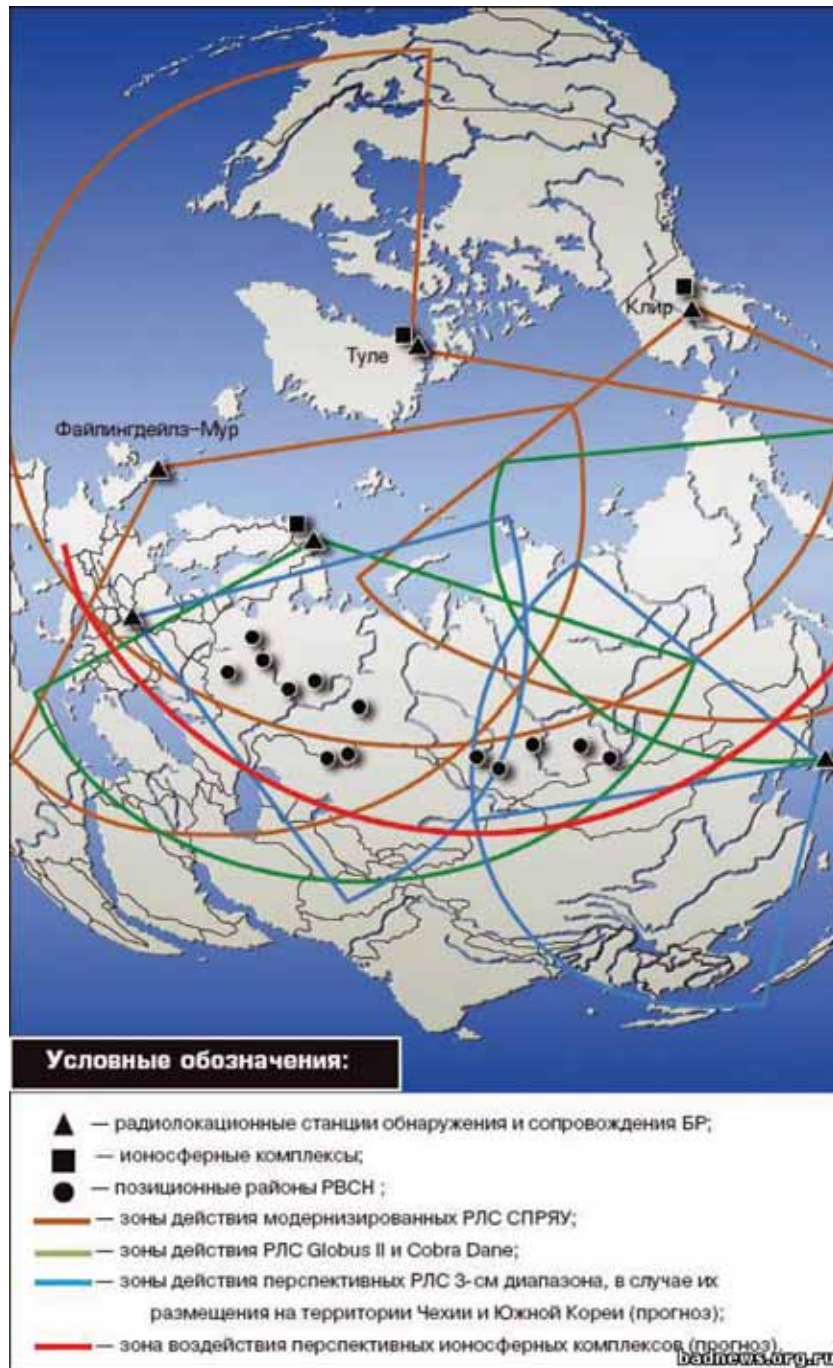 Клир
Туле
Файлингдейлз-Мур
Условные обозначения:
— радиолокационные станции обнаружения и сопровождения БР;
— ионосферные комплексы;
— позиционные районы РВСН ;
— зоны действия модернизированных РЛС СПРЯУ;
— зоны действия РЛС Globus II и Cobra Dane;
— зоны действия перспективных РЛС 3-см диапазона, в случае их
размещения на территории Чехии и Южной Кореи (прогноз);
— зона воздействия перспективных ионосферных комплексов (прогноз).
badnews.org.ru